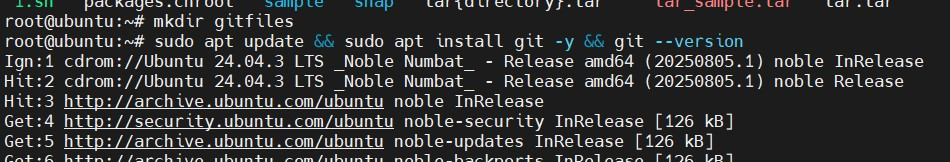 1.sh packages.chroot sample snap tar{directory}.tar tar_sample.tar tar.tar
root@ubuntu:~# mkdir gitfiles
root@ubuntu:~# sudo apt update && sudo apt install git -y && git --version
Ign:1 cdrom://Ubuntu 24.04.3 LTS _Noble Numbat_ - Release amd64 (20250805.1) noble InRelease
Hit:2 cdrom://Ubuntu 24.04.3 LTS _Noble Numbat_ - Release amd64 (20250805.1) noble Release
Hit:3 http://archive.ubuntu.com/ubuntu noble InRelease
Get:4 http://security.ubuntu.com/ubuntu noble-security InRelease [126 kB]
Get:5 http://archive.ubuntu.com/ubuntu noble-updates InRelease [126 kB]
Get:6 http://archive.ubuntu.com/ubuntu noble-backports InRelease [126 kB]